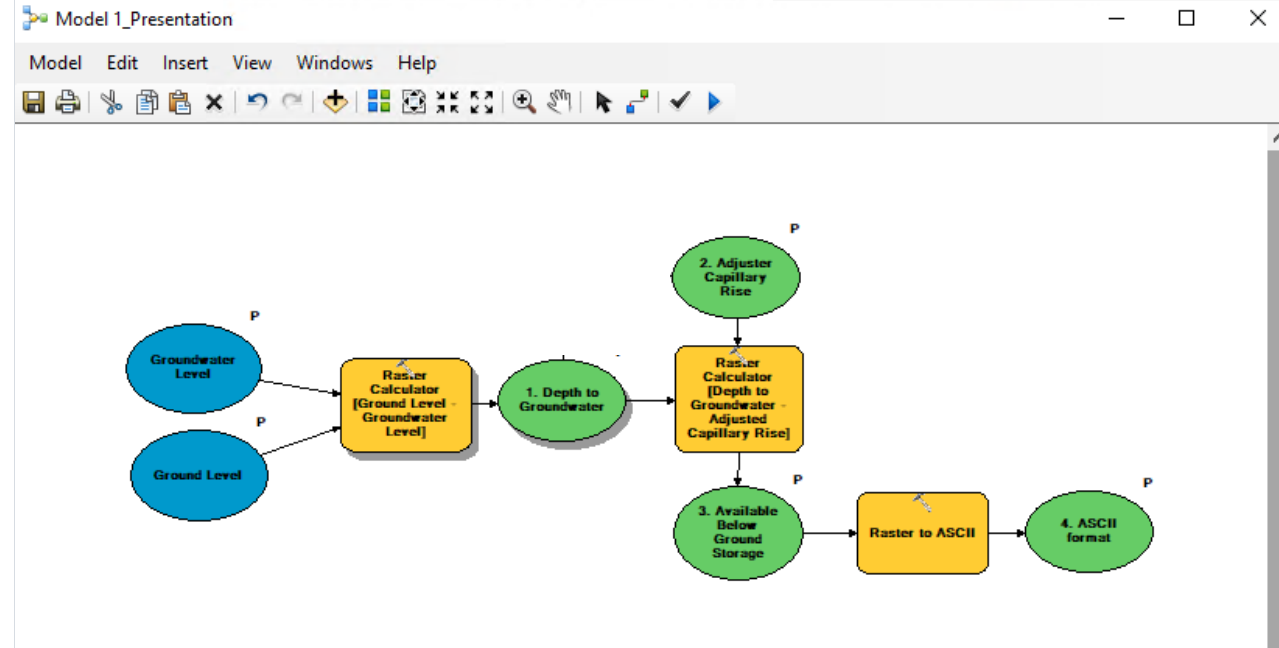 Model 1_Presentation
Model Edit Insert View Windows Help
P
2. Adjuster
Capillary
Rise
P
Groundwater
Level
Raster
Calculator
[Ground Level -
Groundwater
Level]
1. Depth to
Groundwater
Raster
Calculator
[Depth to
Groundwater -
Adjusted
Capillary Rise]
P
Ground Level
P
3. Available
Below
Ground
Storage
Raster to ASCII
P
4. ASCII
format